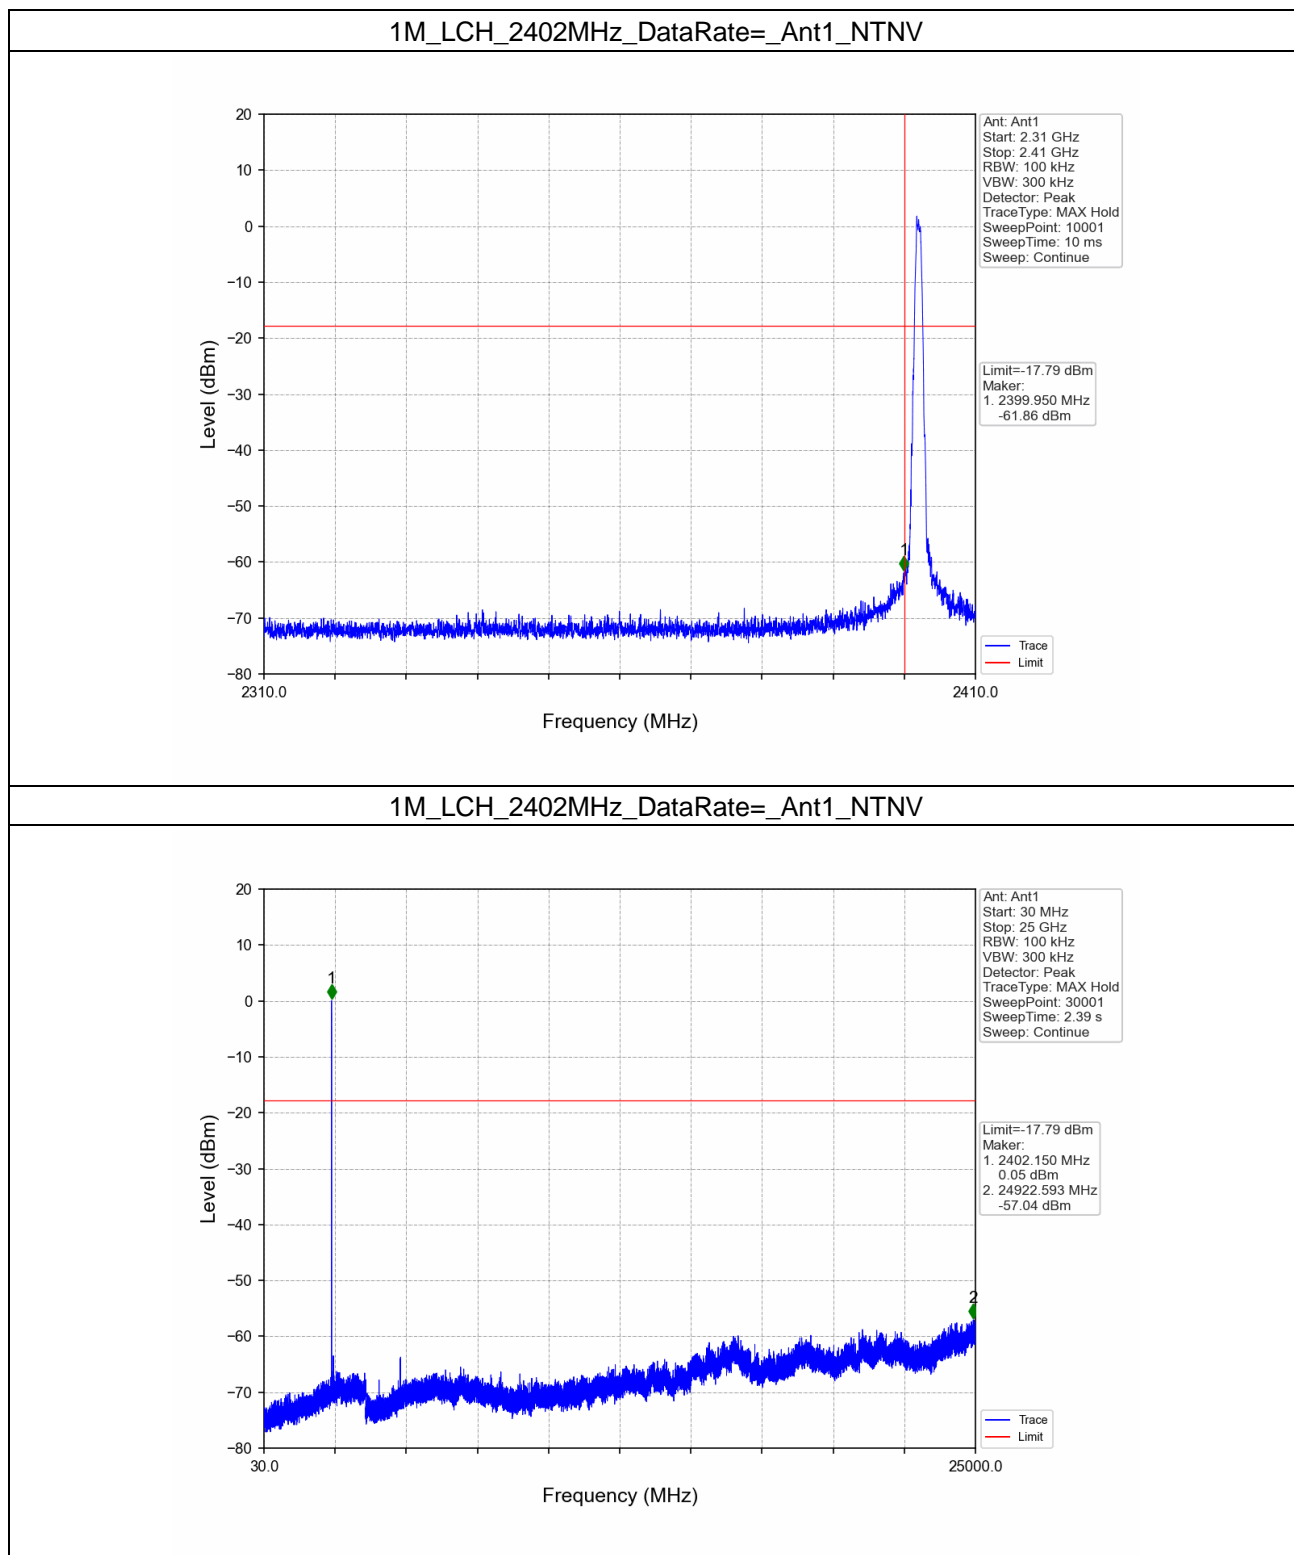 1M_LCH_2402MHz_DataRate=_Ant1_NTNV
20
10
0
−10
−20
−30
−40
−50
−60
−70
−80
Level (dBm)
1
2310.0
2410.0
Frequency (MHz)
Ant: Ant1
Start: 2.31 GHz
Stop: 2.41 GHz
RBW: 100 kHz
VBW: 300 kHz
Detector: Peak
TraceType: MAX Hold
SweepPoint: 10001
SweepTime: 10 ms
Sweep: Continue
Limit=-17.79 dBm
Maker:
1. 2399.950 MHz
-61.86 dBm
Trace
Limit
1M_LCH_2402MHz_DataRate=_Ant1_NTNV
20
10
0
−10
−20
−30
−40
−50
−60
−70
−80
Level (dBm)
1
2
30.0
25000.0
Frequency (MHz)
Ant: Ant1
Start: 30 MHz
Stop: 25 GHz
RBW: 100 kHz
VBW: 300 kHz
Detector: Peak
TraceType: MAX Hold
SweepPoint: 30001
SweepTime: 2.39 s
Sweep: Continue
Limit=-17.79 dBm
Maker:
1. 2402.150 MHz
0.05 dBm
2. 24922.593 MHz
-57.04 dBm
Trace
Limit